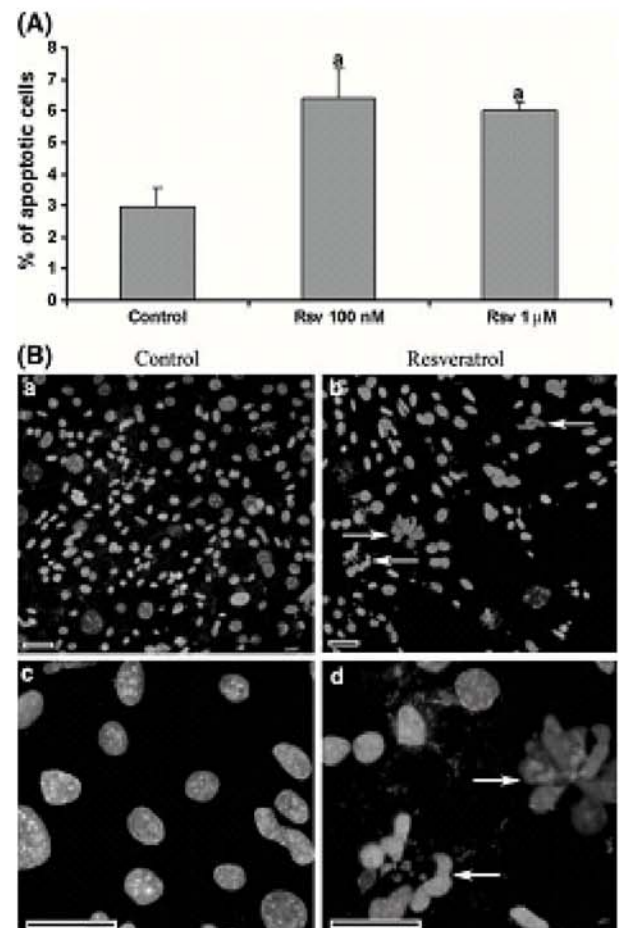 (A)
% of apoptotic cells
8
7
6
5
4
3
2
1
0
a
a
Control Rsv 100 nM Rsv 1 µM
(B)
Control Resveratrol
a b
c d